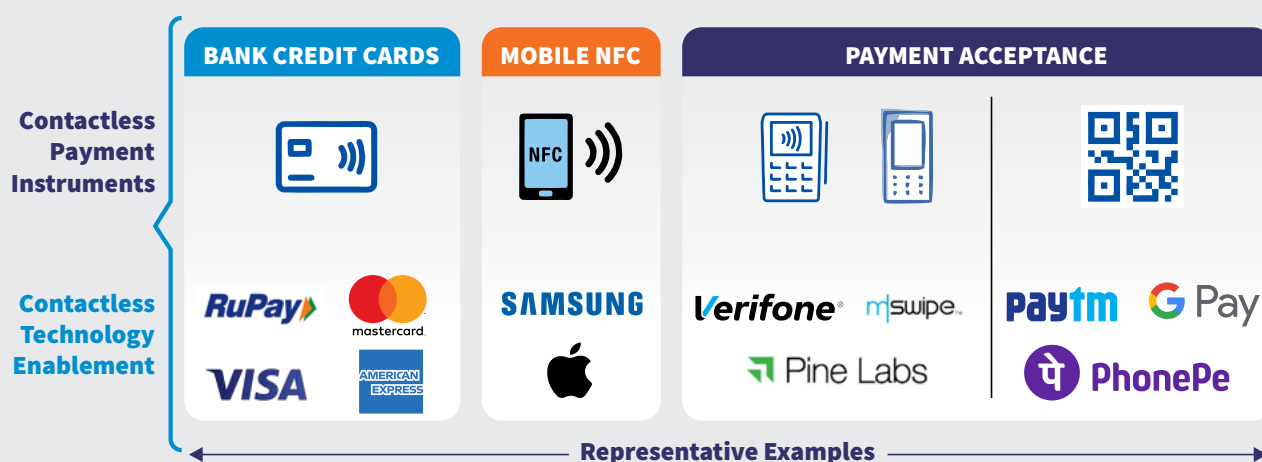 BANK CREDIT CARDS
MOBILE NFC
PAYMENT ACCEPTANCE
Contactless
Payment
Instruments
NFC
Contactless
Technology
Enablement
RuPay
mastercard.
VISA
AMERICAN
EXPRESS
SAMSUNG
Verifone®
mswipe
Pine Labs
paytm
G Pay
पे PhonePe
Representative Examples